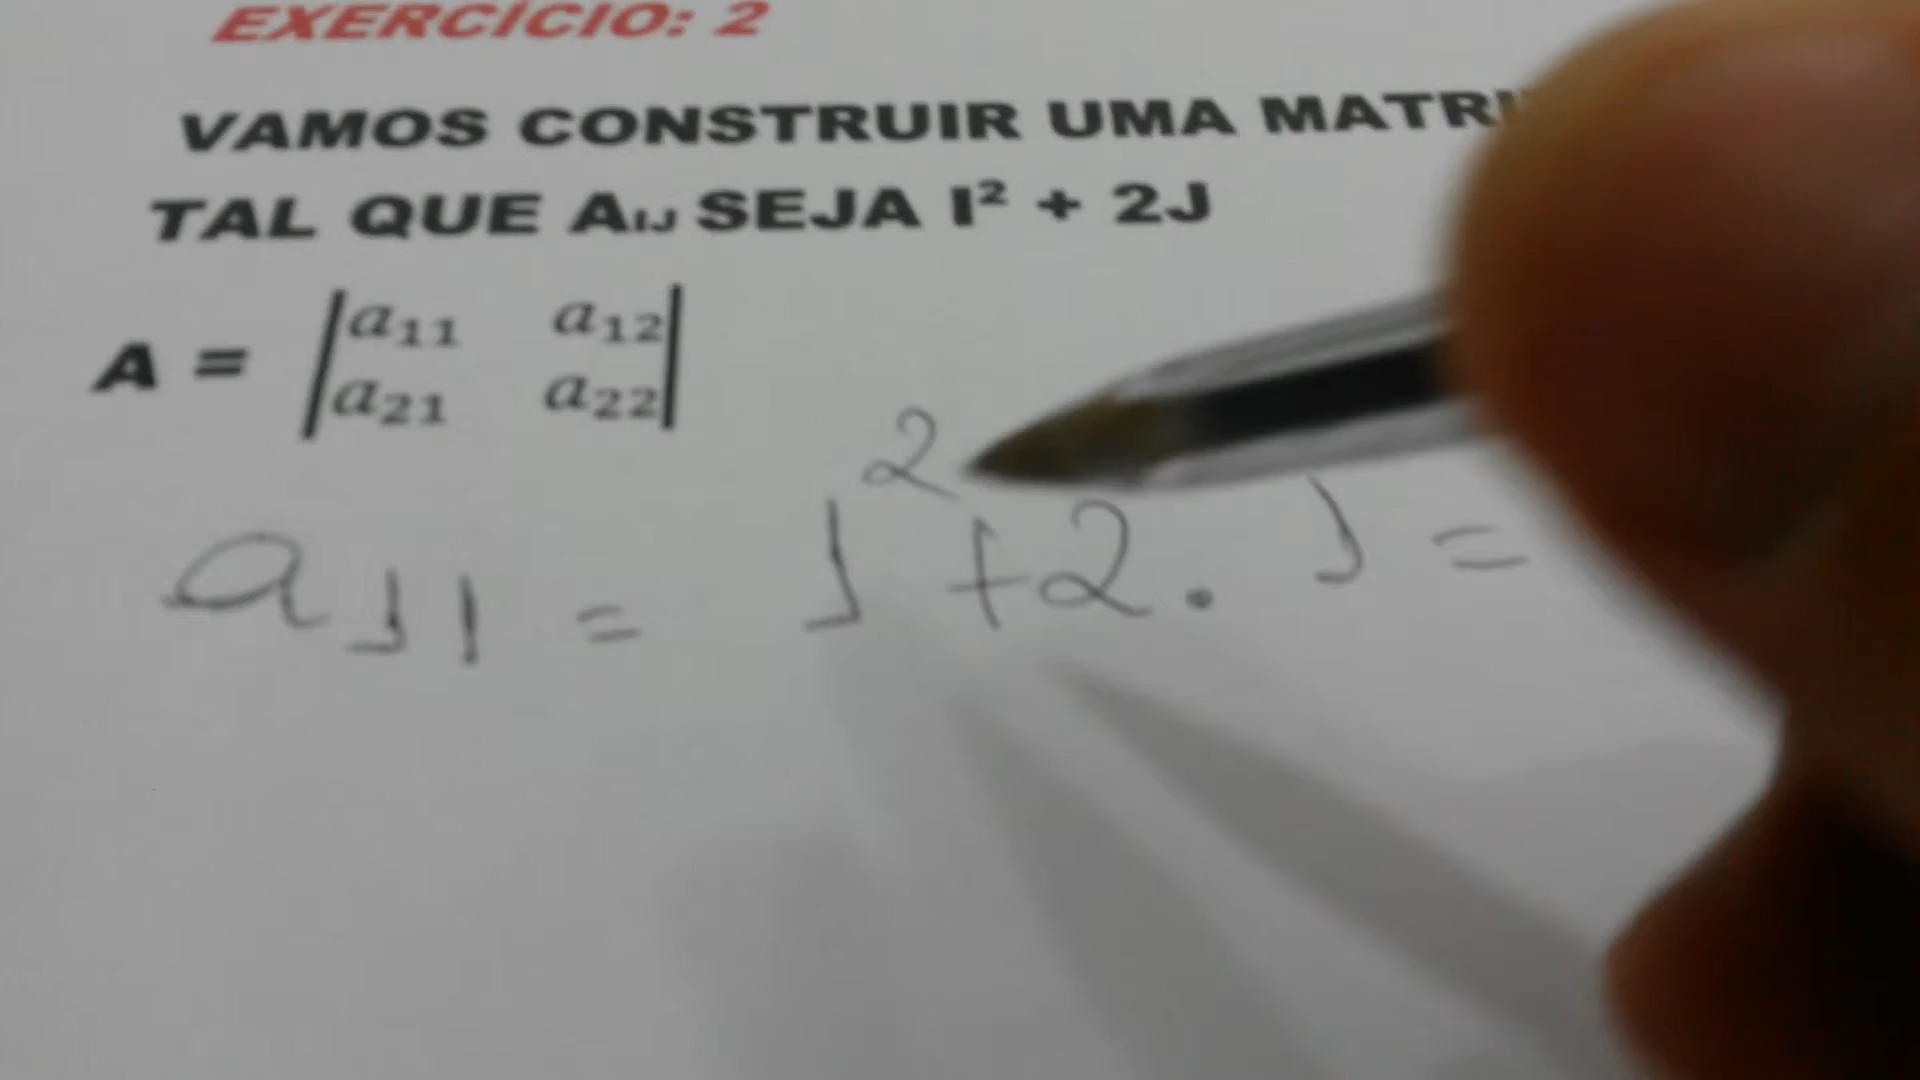 EXERCÍCIO: 2
VAMOS CONSTRUIR UMA
TAL QUE AIJ SEJA I² + 2J
A = |a₁₁ a₁₂|
|a₂₁ a₂₂|
a₁₁ = 1² + 2 . 1 =